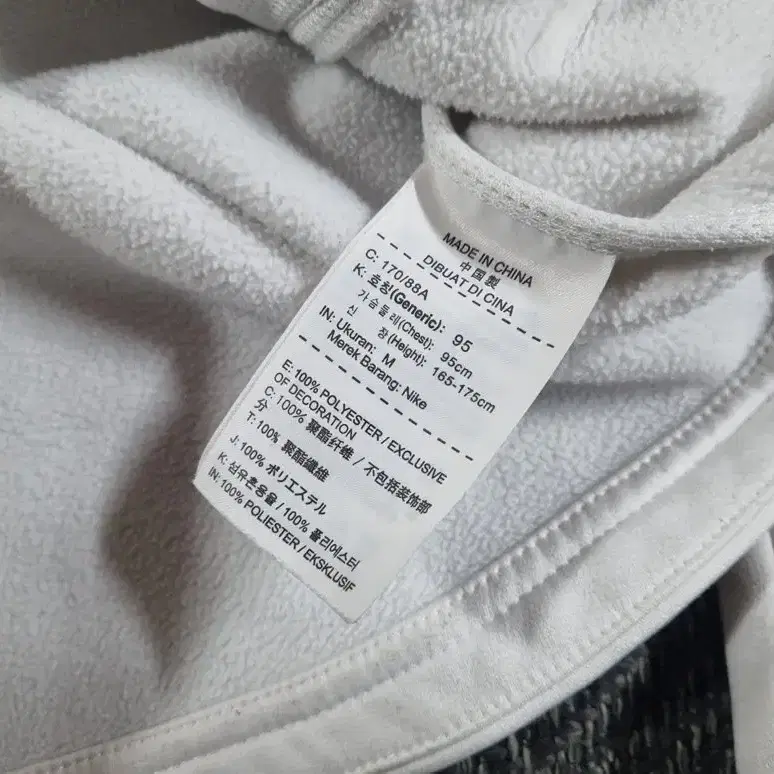 MADE IN CHINA
中国製
DIBUAT DI CINA
C: 170/88A
K: 호칭(Generic): 95
가슴둘레(Chest): 95cm
신 장(Height): 165-175cm
IN: Ukuran: M
Merek Barang: Nike
E: 100% POLYESTER / EXCLUSIVE
OF DECORATION
C: 100% 聚酯纤维 / 不包括装饰部
分
T: 100% 聚酯纖維
J: 100% ポリエステル
K: 섬유혼용율 / 100% 폴리에스터
IN: 100% POLIESTER / EKSKLUSIF